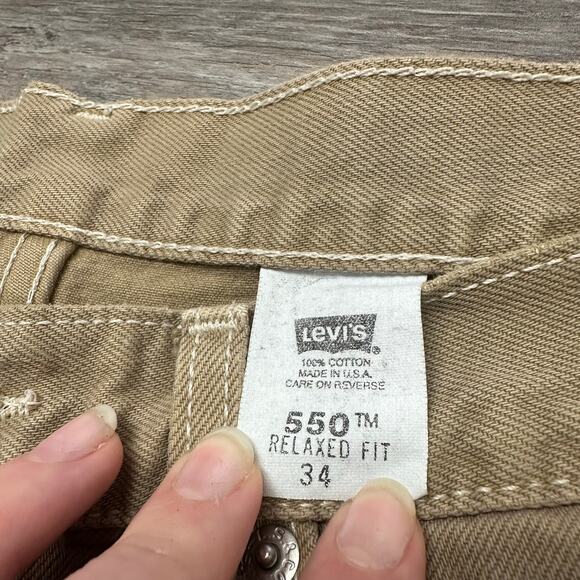 Levi's®
100% COTTON
MADE IN U.S.A.
CARE ON REVERSE
550™
RELAXED FIT
34